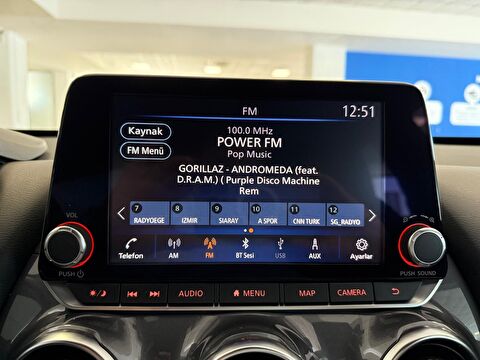 FM
12:51
Kaynak
FM Menü
100.0 MHz
POWER FM
Pop Music
GORILLAZ - ANDROMEDA (feat.
D.R.A.M.) ( Purple Disco Machine
Rem
7 8 9 10 11 12
RADYOEGE IZMIR SIARAY A SPOR CNN TURK SG_RADYO
Telefon AM FM BT Sesi USB AUX Ayarlar
VOL
PUSH
PUSH SOUND
AUDIO MENU MAP CAMERA